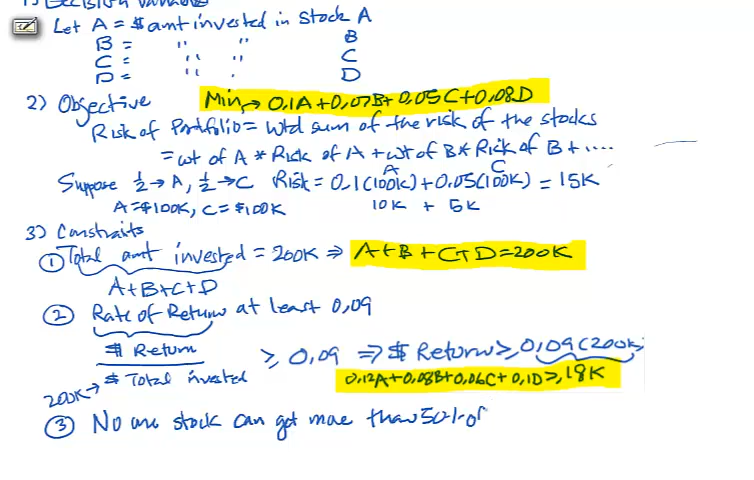 1) Decision Variables
Let A = $ amt invested in Stock A
B = " " B
C = " " C
D = " " D
2) Objective Min → 0.1A + 0.07B + 0.05C + 0.08D
Risk of Portfolio = Wtd sum of the risk of the stocks
= wt of A * Risk of A + wt of B * Risk of B + ....
Suppose ½ → A, ½ → C Risk = 0.1(100K) + 0.05(100K) = 15K
A C
A = $100K, C = $100K 10K + 5K
3) Constraits
① Total amt invested = 200K ⇒ A + B + C + D = 200K
A + B + C + D
② Rate of Return at least 0.09
$ Return
≥ 0.09 ⇒ $ Return ≥ 0.09(200K)
200K → $ Total invested 0.12A + 0.08B + 0.06C + 0.1D ≥ 18K
③ No one stock can get more than 50% of